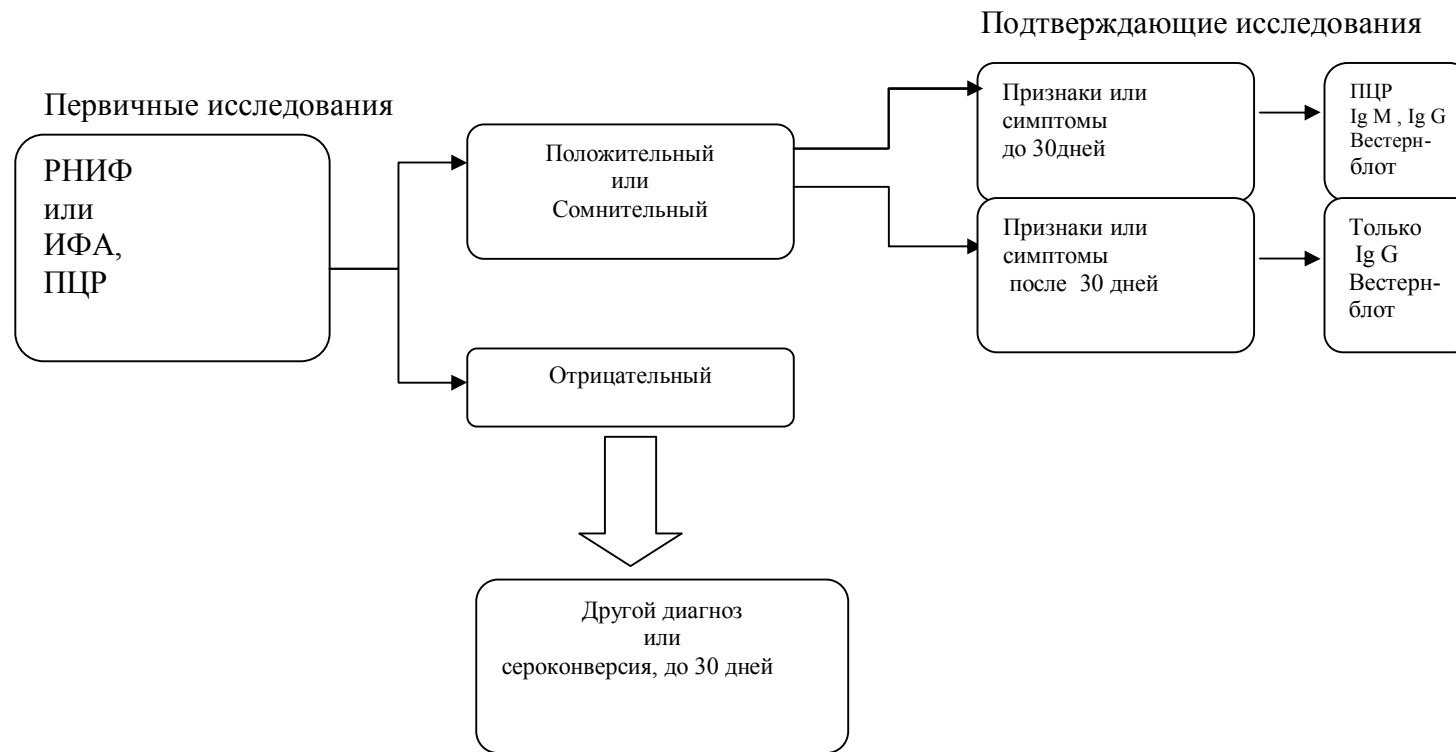 Подтверждающие исследования
Первичные исследования
РНИФ
или
ИФА,
ПЦР
Положительный
или
Сомнительный
Признаки или
симптомы
до 30дней
ПЦР
Ig M , Ig G
Вестерн-
блот
Признаки или
симптомы
после 30 дней
Только
Ig G
Вестерн-
блот
Отрицательный
Другой диагноз
или
сероконверсия, до 30 дней